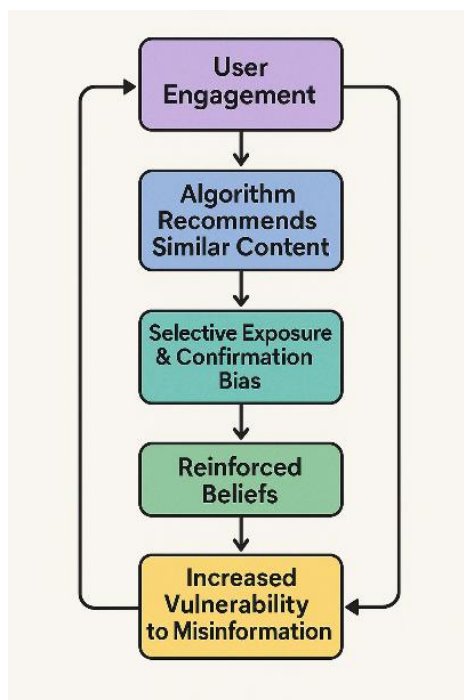 User
Engagement
Algorithm
Recommends
Similar Content
Selective Exposure
& Confirmation
Bias
Reinforced
Beliefs
Increased
Vulnerability
to Misinformation